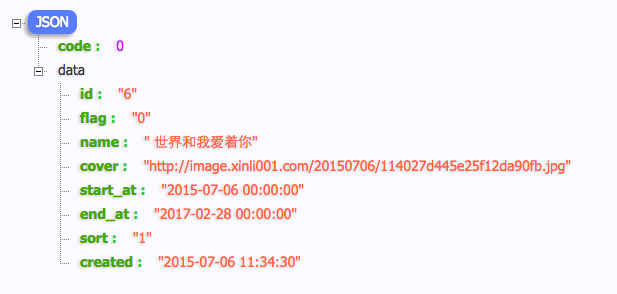 JSON
code : 0
data
id : "6"
flag : "0"
name : " 世界和我爱着你"
cover : "http://image.xinli001.com/20150706/114027d445e25f12da90fb.jpg"
start_at : "2015-07-06 00:00:00"
end_at : "2017-02-28 00:00:00"
sort : "1"
created : "2015-07-06 11:34:30"